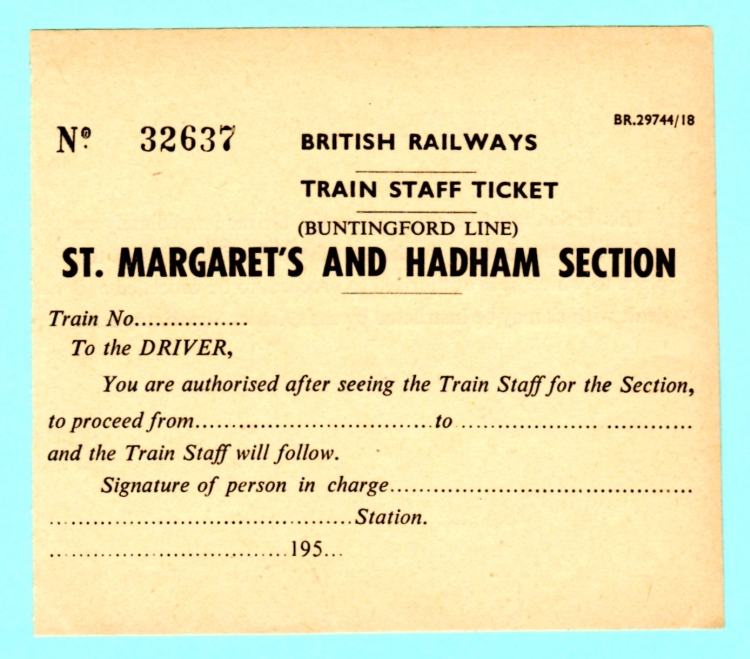 BR.29744/18
Nº 32637 BRITISH RAILWAYS
TRAIN STAFF TICKET
(BUNTINGFORD LINE)
ST. MARGARET'S AND HADHAM SECTION
Train No.................
To the DRIVER,
You are authorised after seeing the Train Staff for the Section,
to proceed from................................to .................... ............
and the Train Staff will follow.
Signature of person in charge...........................................
...........................................Station.
..................................195...